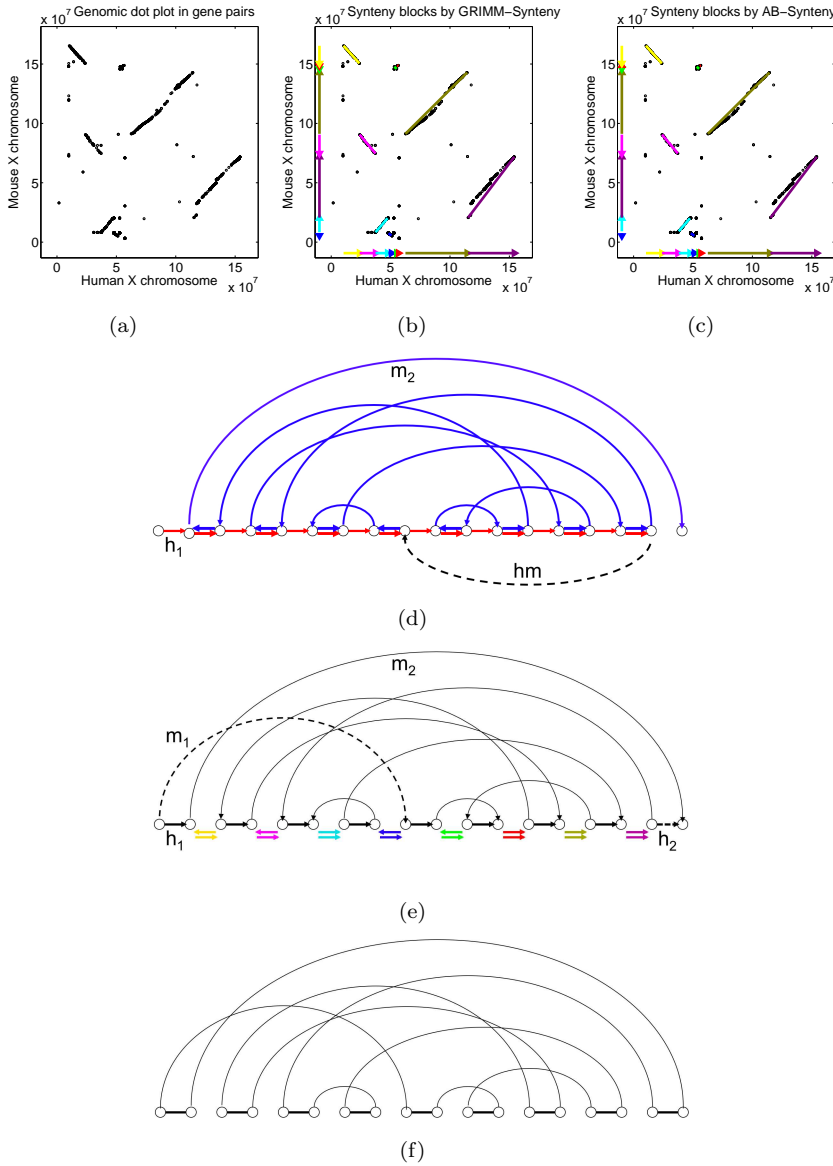 x 10^7 Genomic dot plot in gene pairs
15
10
5
0
Mouse X chromosome
0 5 10 15
Human X chromosome
x 10^7
(a)
x 10^7 Synteny blocks by GRIMM−Synteny
15
10
5
0
Mouse X chromosome
0 5 10 15
Human X chromosome
x 10^7
(b)
x 10^7 Synteny blocks by AB−Synteny
15
10
5
0
Mouse X chromosome
0 5 10 15
Human X chromosome
x 10^7
(c)
m2
h1
hm
(d)
m2
m1
h1
h2
(e)
(f)